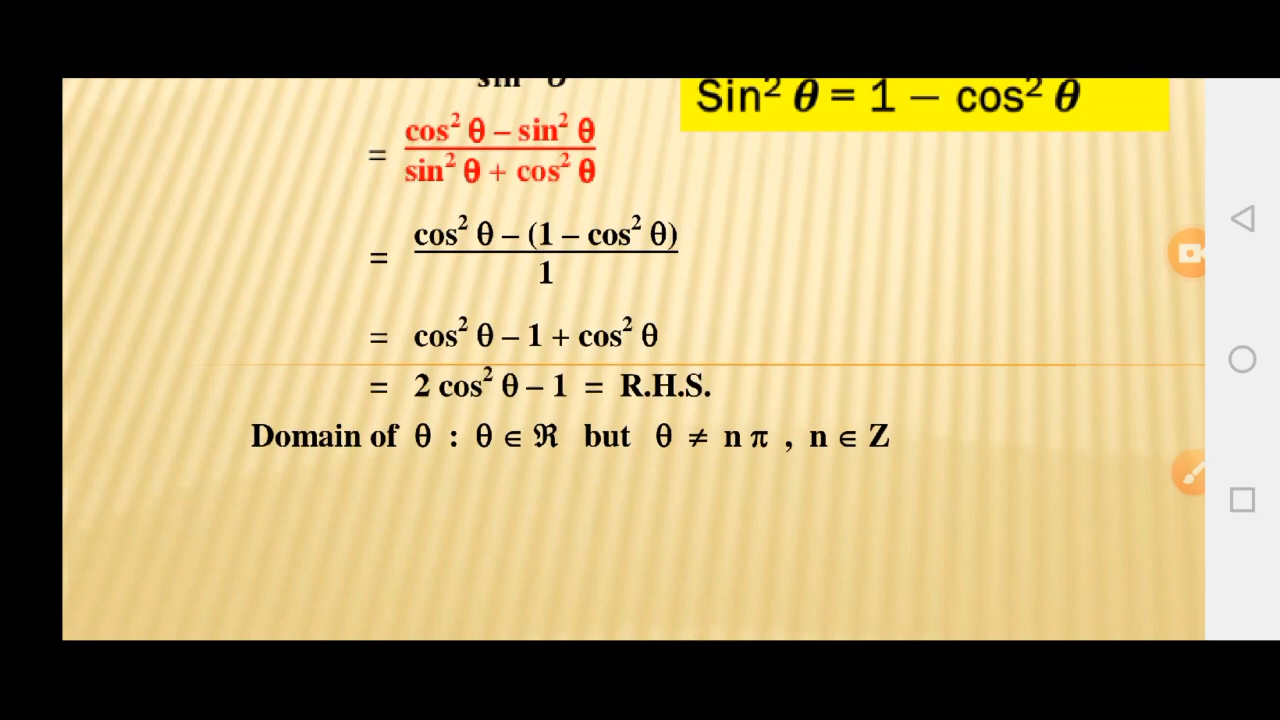 Sin² θ = 1 – cos² θ
= cos² θ – sin² θ
sin² θ + cos² θ
= cos² θ – (1 – cos² θ)
1
= cos² θ – 1 + cos² θ
= 2 cos² θ – 1 = R.H.S.
Domain of θ : θ ∈ ℜ but θ ≠ n π , n ∈ Z